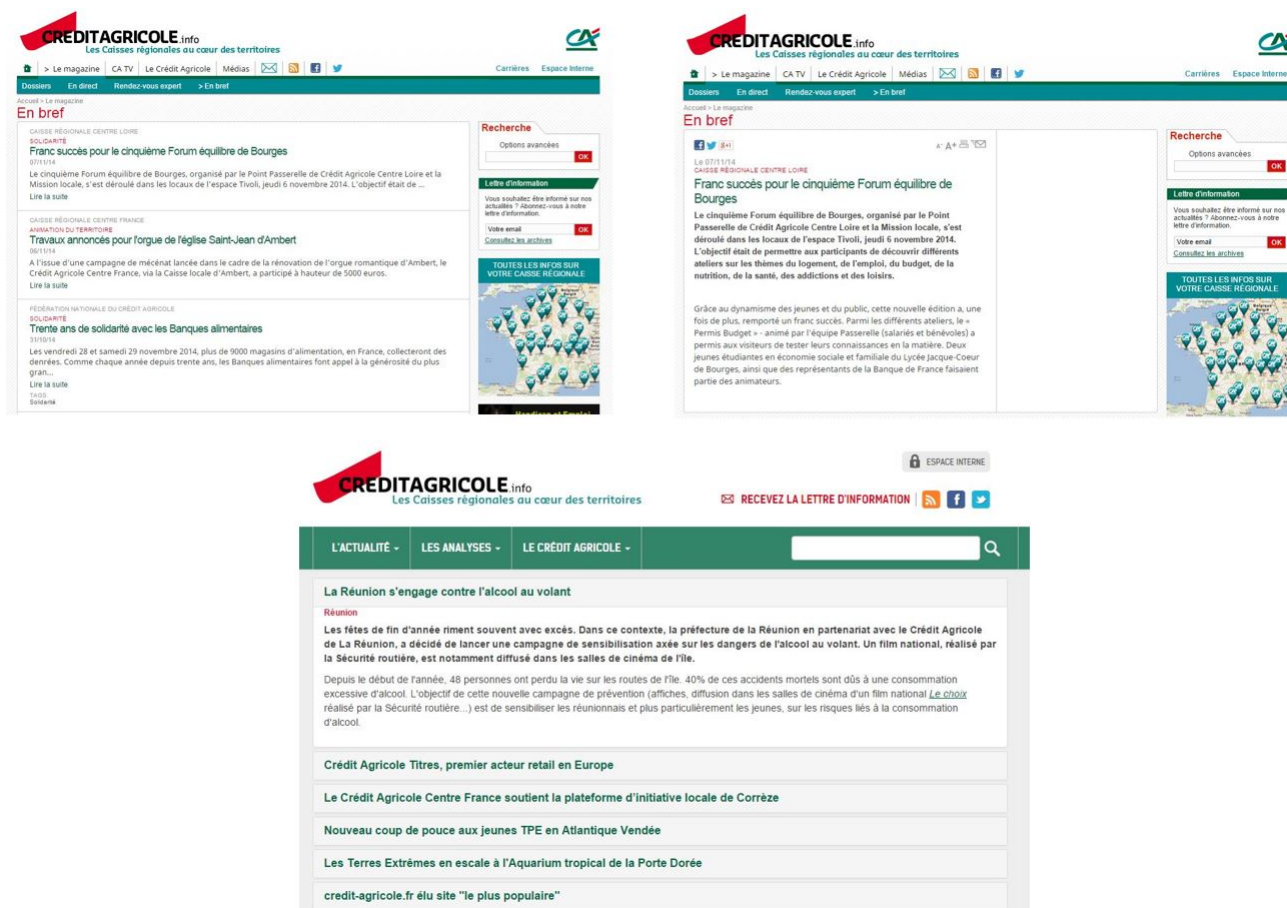 CREDITAGRICOLE.info
Les Caisses régionales au cœur des territoires
> Le magazine CA TV Le Crédit Agricole Médias
Carrières Espace Interne
Dossiers En direct Rendez-vous expert > En bref
Accueil > Le magazine
En bref
CAISSE RÉGIONALE CENTRE LOIRE
SOLIDARITÉ
Franc succès pour le cinquième Forum équilibre de Bourges
07/11/14
Le cinquième Forum équilibre de Bourges, organisé par le Point Passerelle de Crédit Agricole Centre Loire et la
Mission locale, s'est déroulé dans les locaux de l'espace Tivoli, jeudi 6 novembre 2014. L'objectif était de ...
Lire la suite
CAISSE RÉGIONALE CENTRE FRANCE
ANIMATION DU TERRITOIRE
Travaux annoncés pour l'orgue de l'église Saint-Jean d'Ambert
06/11/14
A l'issue d'une campagne de mécénat lancée dans le cadre de la rénovation de l'orgue romantique d'Ambert, le
Crédit Agricole Centre France, via la Caisse locale d'Ambert, a participé à hauteur de 5000 euros.
Lire la suite
FÉDÉRATION NATIONALE DU CRÉDIT AGRICOLE
SOLIDARITÉ
Trente ans de solidarité avec les Banques alimentaires
31/10/14
Les vendredi 28 et samedi 29 novembre 2014, plus de 9000 magasins d'alimentation, en France, collecteront des
denrées. Comme chaque année depuis trente ans, les Banques alimentaires font appel à la générosité du plus
gran...
Lire la suite
TAGS
Solidarité
Recherche
Options avancées
OK
Lettre d'information
Vous souhaitez être informé sur nos
actualités ? Abonnez-vous à notre
lettre d'information.
Votre email OK
Consultez les archives
TOUTES LES INFOS SUR
VOTRE CAISSE RÉGIONALE
Handicap et Emploi
CREDITAGRICOLE.info
Les Caisses régionales au cœur des territoires
> Le magazine CA TV Le Crédit Agricole Médias
Carrières Espace Interne
Dossiers En direct Rendez-vous expert > En bref
Accueil > Le magazine
En bref
A- A+
Le 07/11/14
CAISSE RÉGIONALE CENTRE LOIRE
Franc succès pour le cinquième Forum équilibre de
Bourges
Le cinquième Forum équilibre de Bourges, organisé par le Point
Passerelle de Crédit Agricole Centre Loire et la Mission locale, s'est
déroulé dans les locaux de l'espace Tivoli, jeudi 6 novembre 2014.
L'objectif était de permettre aux participants de découvrir différents
ateliers sur les thèmes du logement, de l'emploi, du budget, de la
nutrition, de la santé, des addictions et des loisirs.
Grâce au dynamisme des jeunes et du public, cette nouvelle édition a, une
fois de plus, remporté un franc succès. Parmi les différents ateliers, le «
Permis Budget » - animé par l'équipe Passerelle (salariés et bénévoles) a
permis aux visiteurs de tester leurs connaissances en la matière. Deux
jeunes étudiantes en économie sociale et familiale du Lycée Jacque-Coeur
de Bourges, ainsi que des représentants de la Banque de France faisaient
partie des animateurs.
Recherche
Options avancées
OK
Lettre d'information
Vous souhaitez être informé sur nos
actualités ? Abonnez-vous à notre
lettre d'information.
Votre email OK
Consultez les archives
TOUTES LES INFOS SUR
VOTRE CAISSE RÉGIONALE
CREDITAGRICOLE.info
Les Caisses régionales au cœur des territoires
ESPACE INTERNE
RECEVEZ LA LETTRE D'INFORMATION
L'ACTUALITÉ LES ANALYSES LE CRÉDIT AGRICOLE
La Réunion s'engage contre l'alcool au volant
Réunion
Les fêtes de fin d'année riment souvent avec excès. Dans ce contexte, la préfecture de la Réunion en partenariat avec le Crédit Agricole
de La Réunion, a décidé de lancer une campagne de sensibilisation axée sur les dangers de l'alcool au volant. Un film national, réalisé par
la Sécurité routière, est notamment diffusé dans les salles de cinéma de l'île.
Depuis le début de l'année, 48 personnes ont perdu la vie sur les routes de l'île. 40% de ces accidents mortels sont dûs à une consommation
excessive d'alcool. L'objectif de cette nouvelle campagne de prévention (affiches, diffusion dans les salles de cinéma d'un film national Le choix
réalisé par la Sécurité routière...) est de sensibiliser les réunionnais et plus particulièrement les jeunes, sur les risques liés à la consommation
d'alcool.
Crédit Agricole Titres, premier acteur retail en Europe
Le Crédit Agricole Centre France soutient la plateforme d'initiative locale de Corrèze
Nouveau coup de pouce aux jeunes TPE en Atlantique Vendée
Les Terres Extrêmes en escale à l'Aquarium tropical de la Porte Dorée
credit-agricole.fr élu site "le plus populaire"